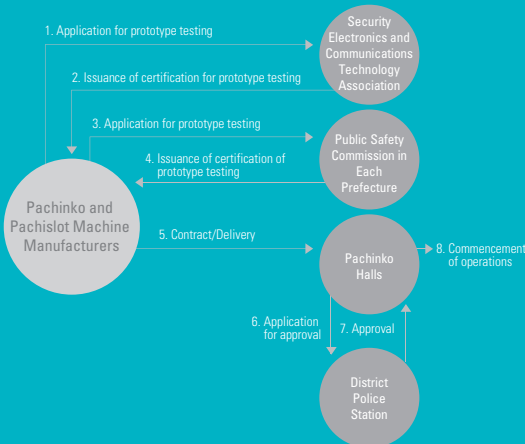 1. Application for prototype testing
Security
Electronics and
Communications
Technology
Association
2. Issuance of certification for prototype testing
3. Application for prototype testing
Public Safety
Commission in
Each
Prefecture
4. Issuance of certification of
prototype testing
Pachinko and
Pachislot Machine
Manufacturers
5. Contract/Delivery
Pachinko
Halls
8. Commencement
of operations
6. Application
for approval
7. Approval
District
Police
Station